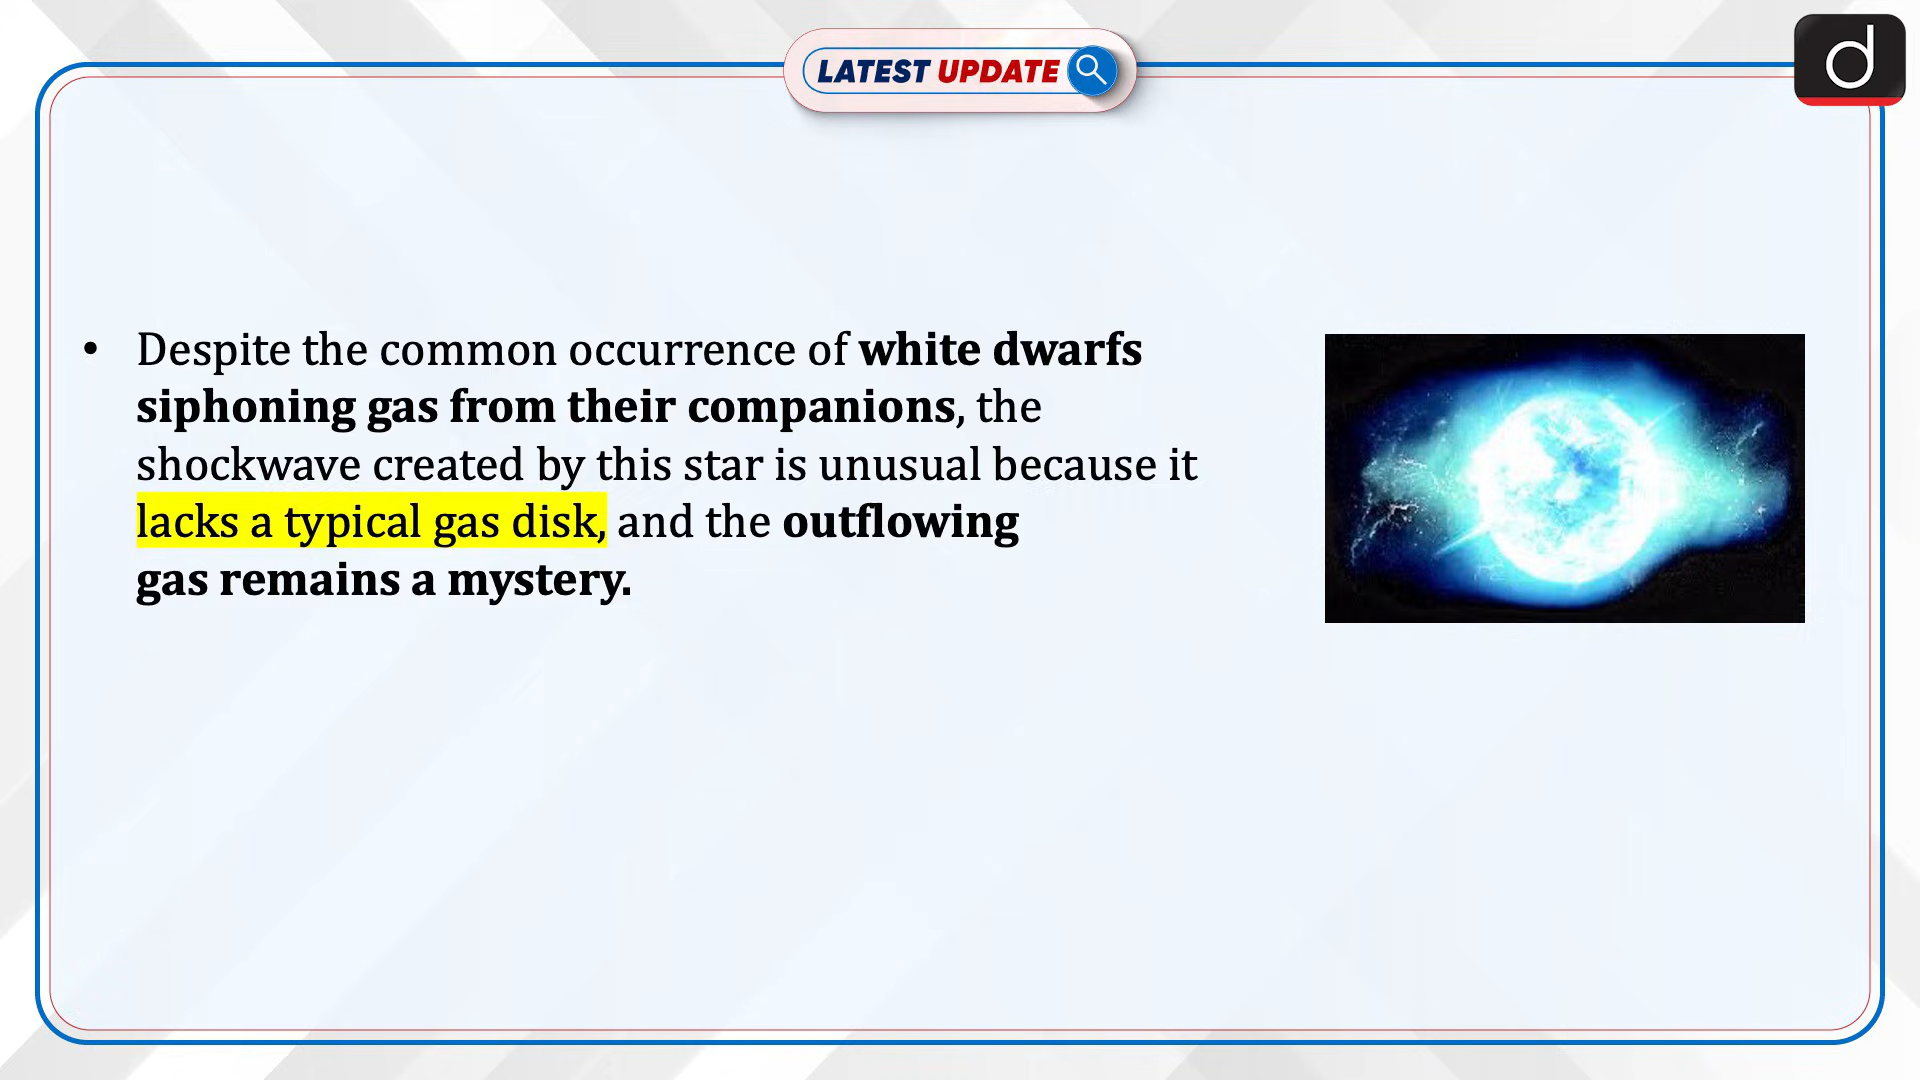 LATEST UPDATE
d
• Despite the common occurrence of white dwarfs
siphoning gas from their companions, the
shockwave created by this star is unusual because it
lacks a typical gas disk, and the outflowing
gas remains a mystery.